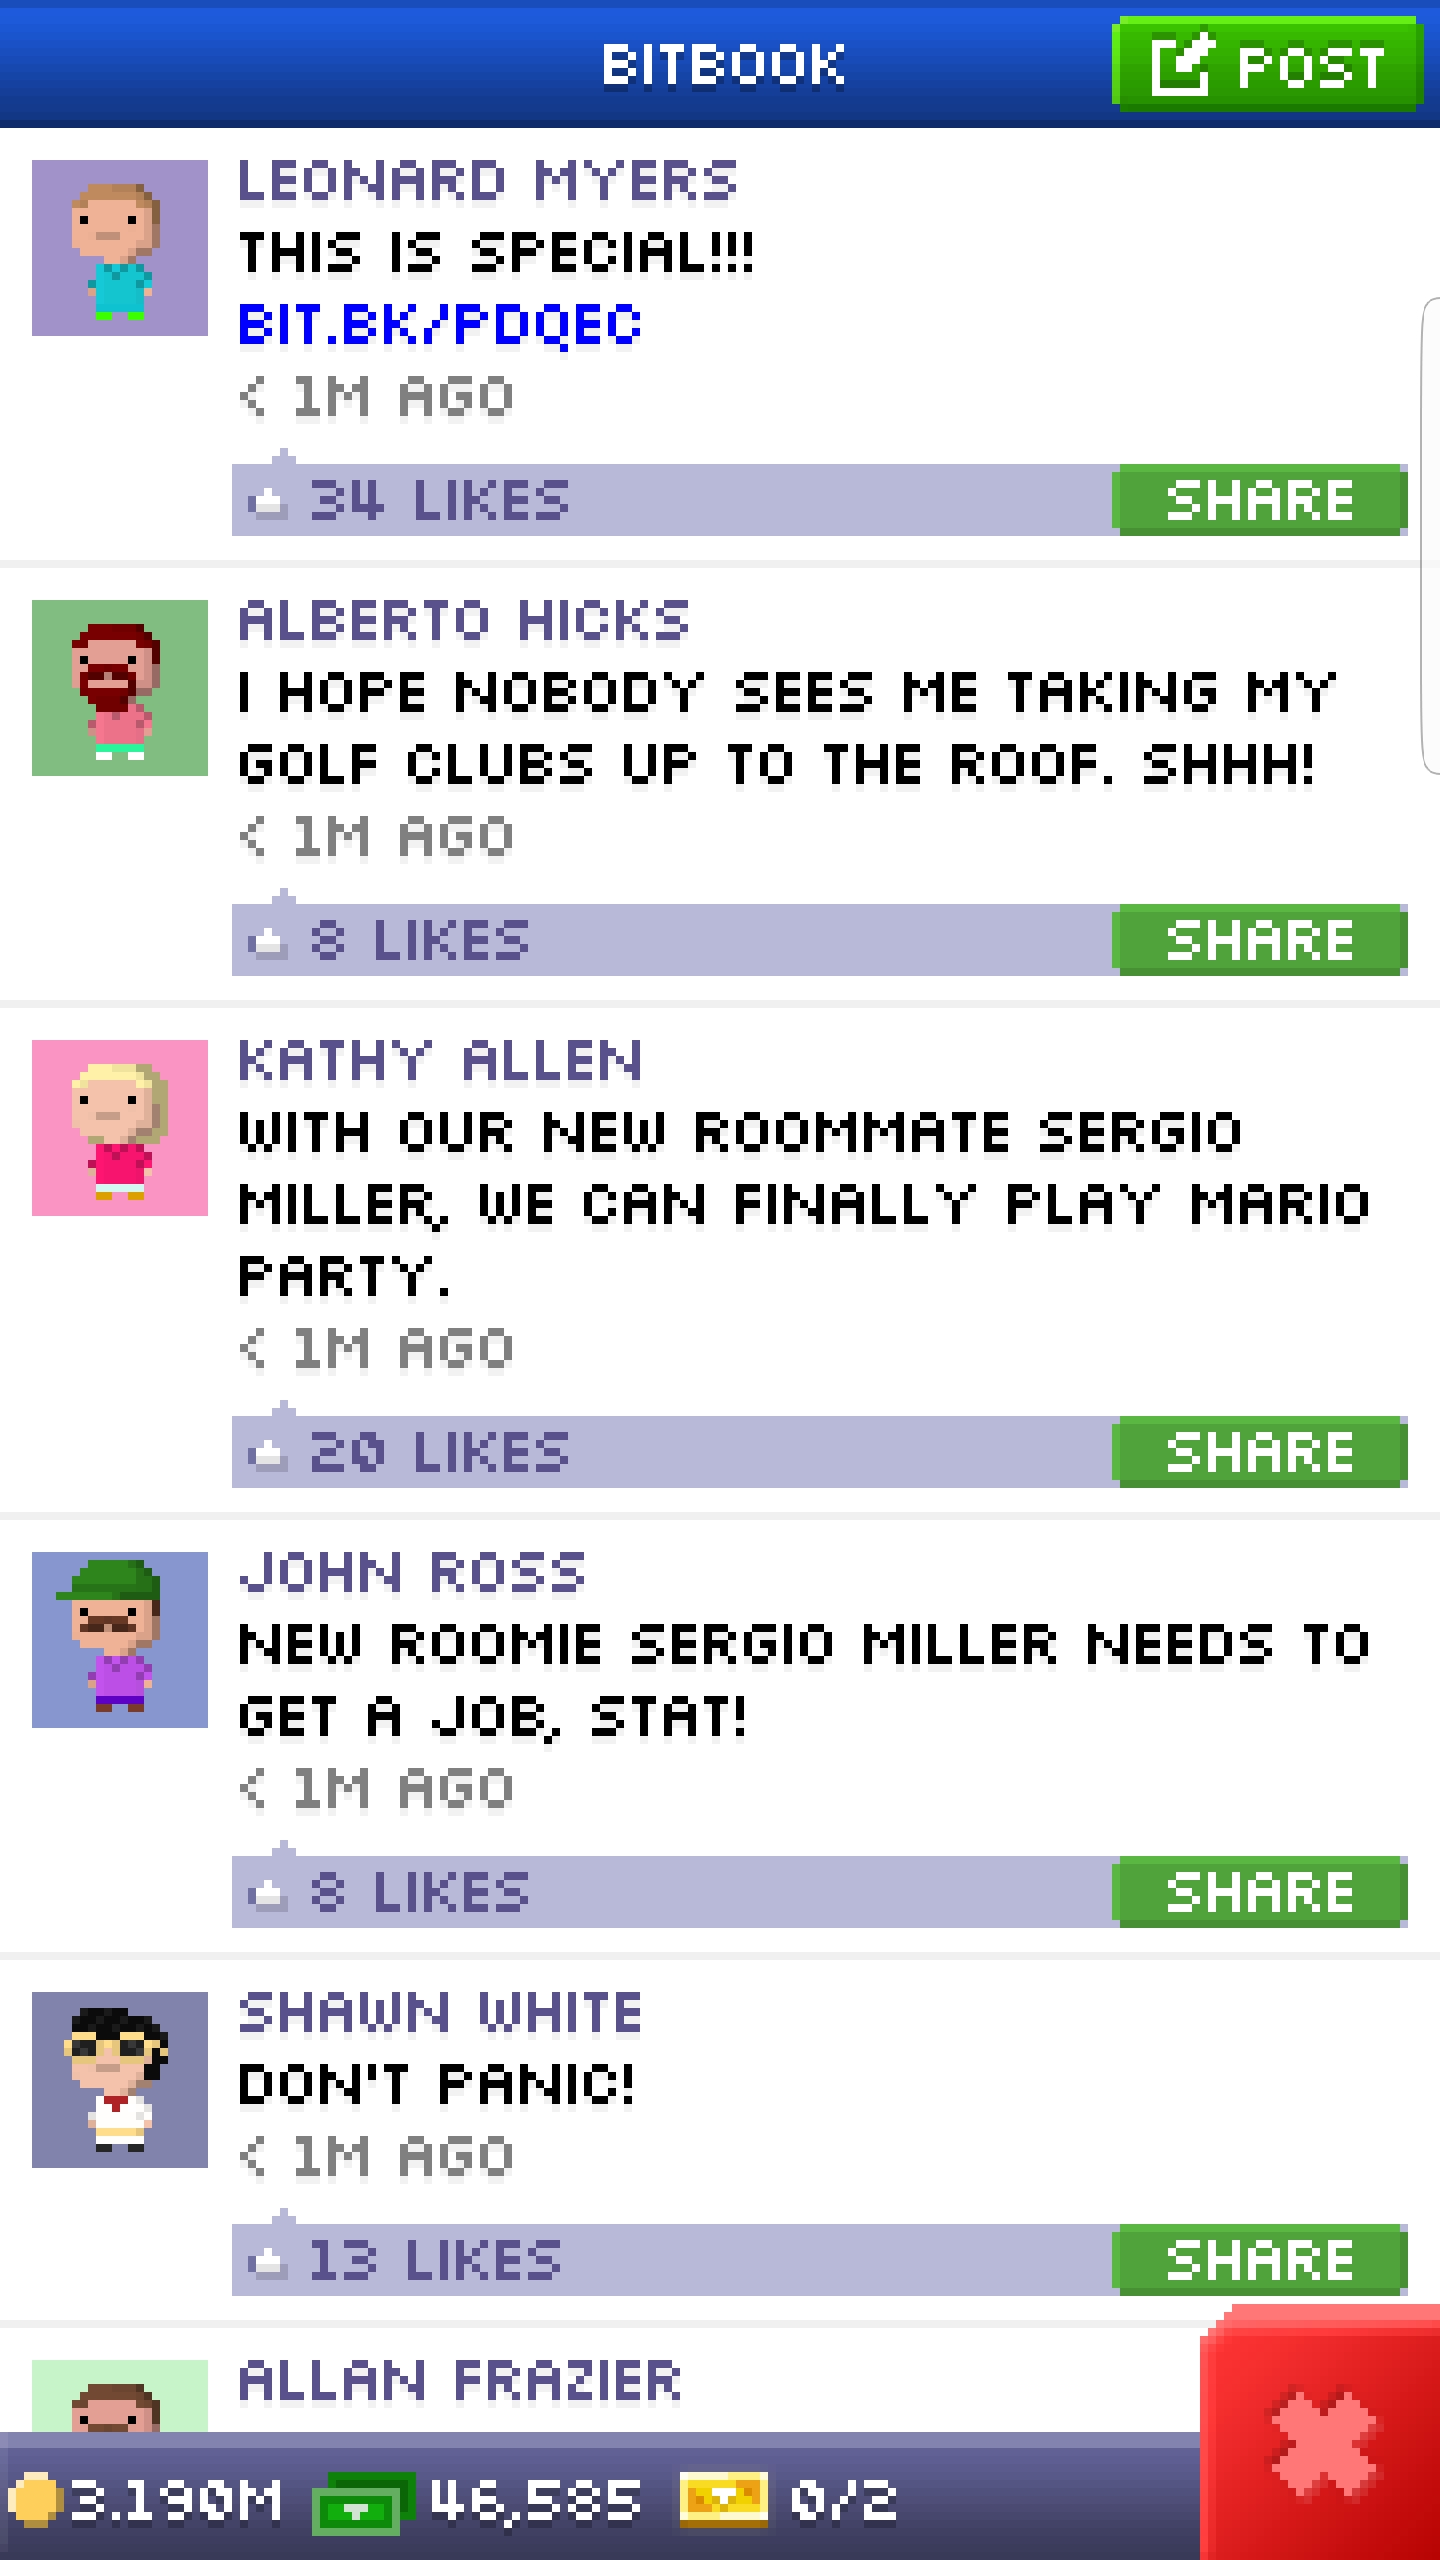 BITBOOK
POST
LEONARD MYERS
THIS IS SPECIAL!!!
BIT.BK/PDQEC
< 1M AGO
34 LIKES
SHARE
ALBERTO HICKS
I HOPE NOBODY SEES ME TAKING MY
GOLF CLUBS UP TO THE ROOF. SHHH!
< 1M AGO
8 LIKES
SHARE
KATHY ALLEN
WITH OUR NEW ROOMMATE SERGIO
MILLER, WE CAN FINALLY PLAY MARIO
PARTY.
< 1M AGO
20 LIKES
SHARE
JOHN ROSS
NEW ROOMIE SERGIO MILLER NEEDS TO
GET A JOB, STAT!
< 1M AGO
8 LIKES
SHARE
SHAWN WHITE
DON'T PANIC!
< 1M AGO
13 LIKES
SHARE
ALLAN FRAZIER
3.190M 46,585 0/2